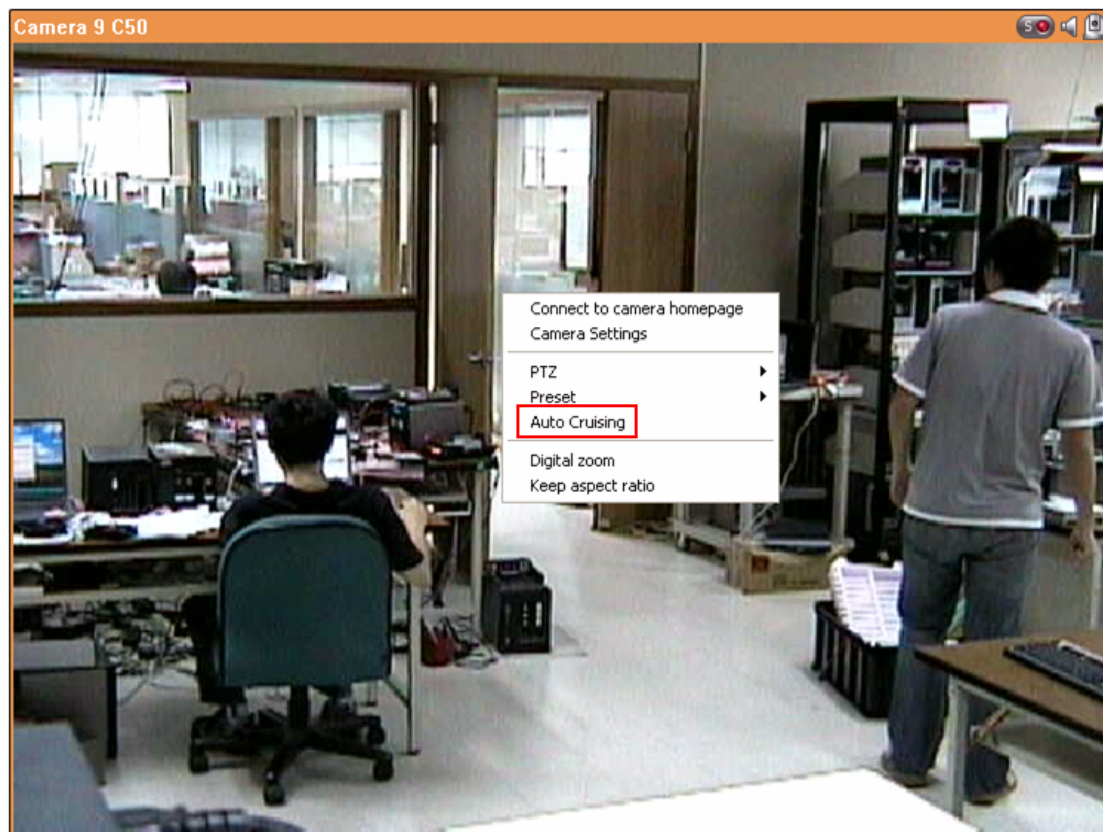 Camera 9 C50
S
Connect to camera homepage
Camera Settings
PTZ
Preset
Auto Cruising
Digital zoom
Keep aspect ratio